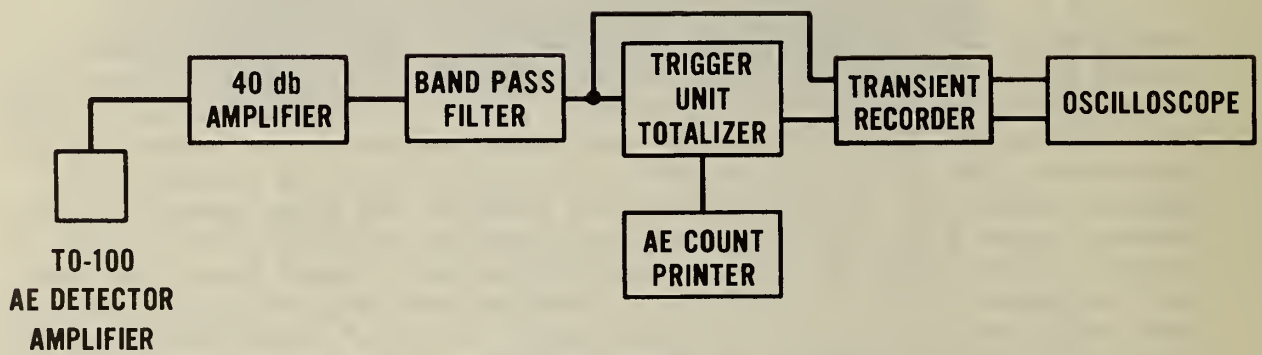 40 db
AMPLIFIER
BAND PASS
FILTER
TRIGGER
UNIT
TOTALIZER
TRANSIENT
RECORDER
OSCILLOSCOPE
AE COUNT
PRINTER
TO-100
AE DETECTOR
AMPLIFIER